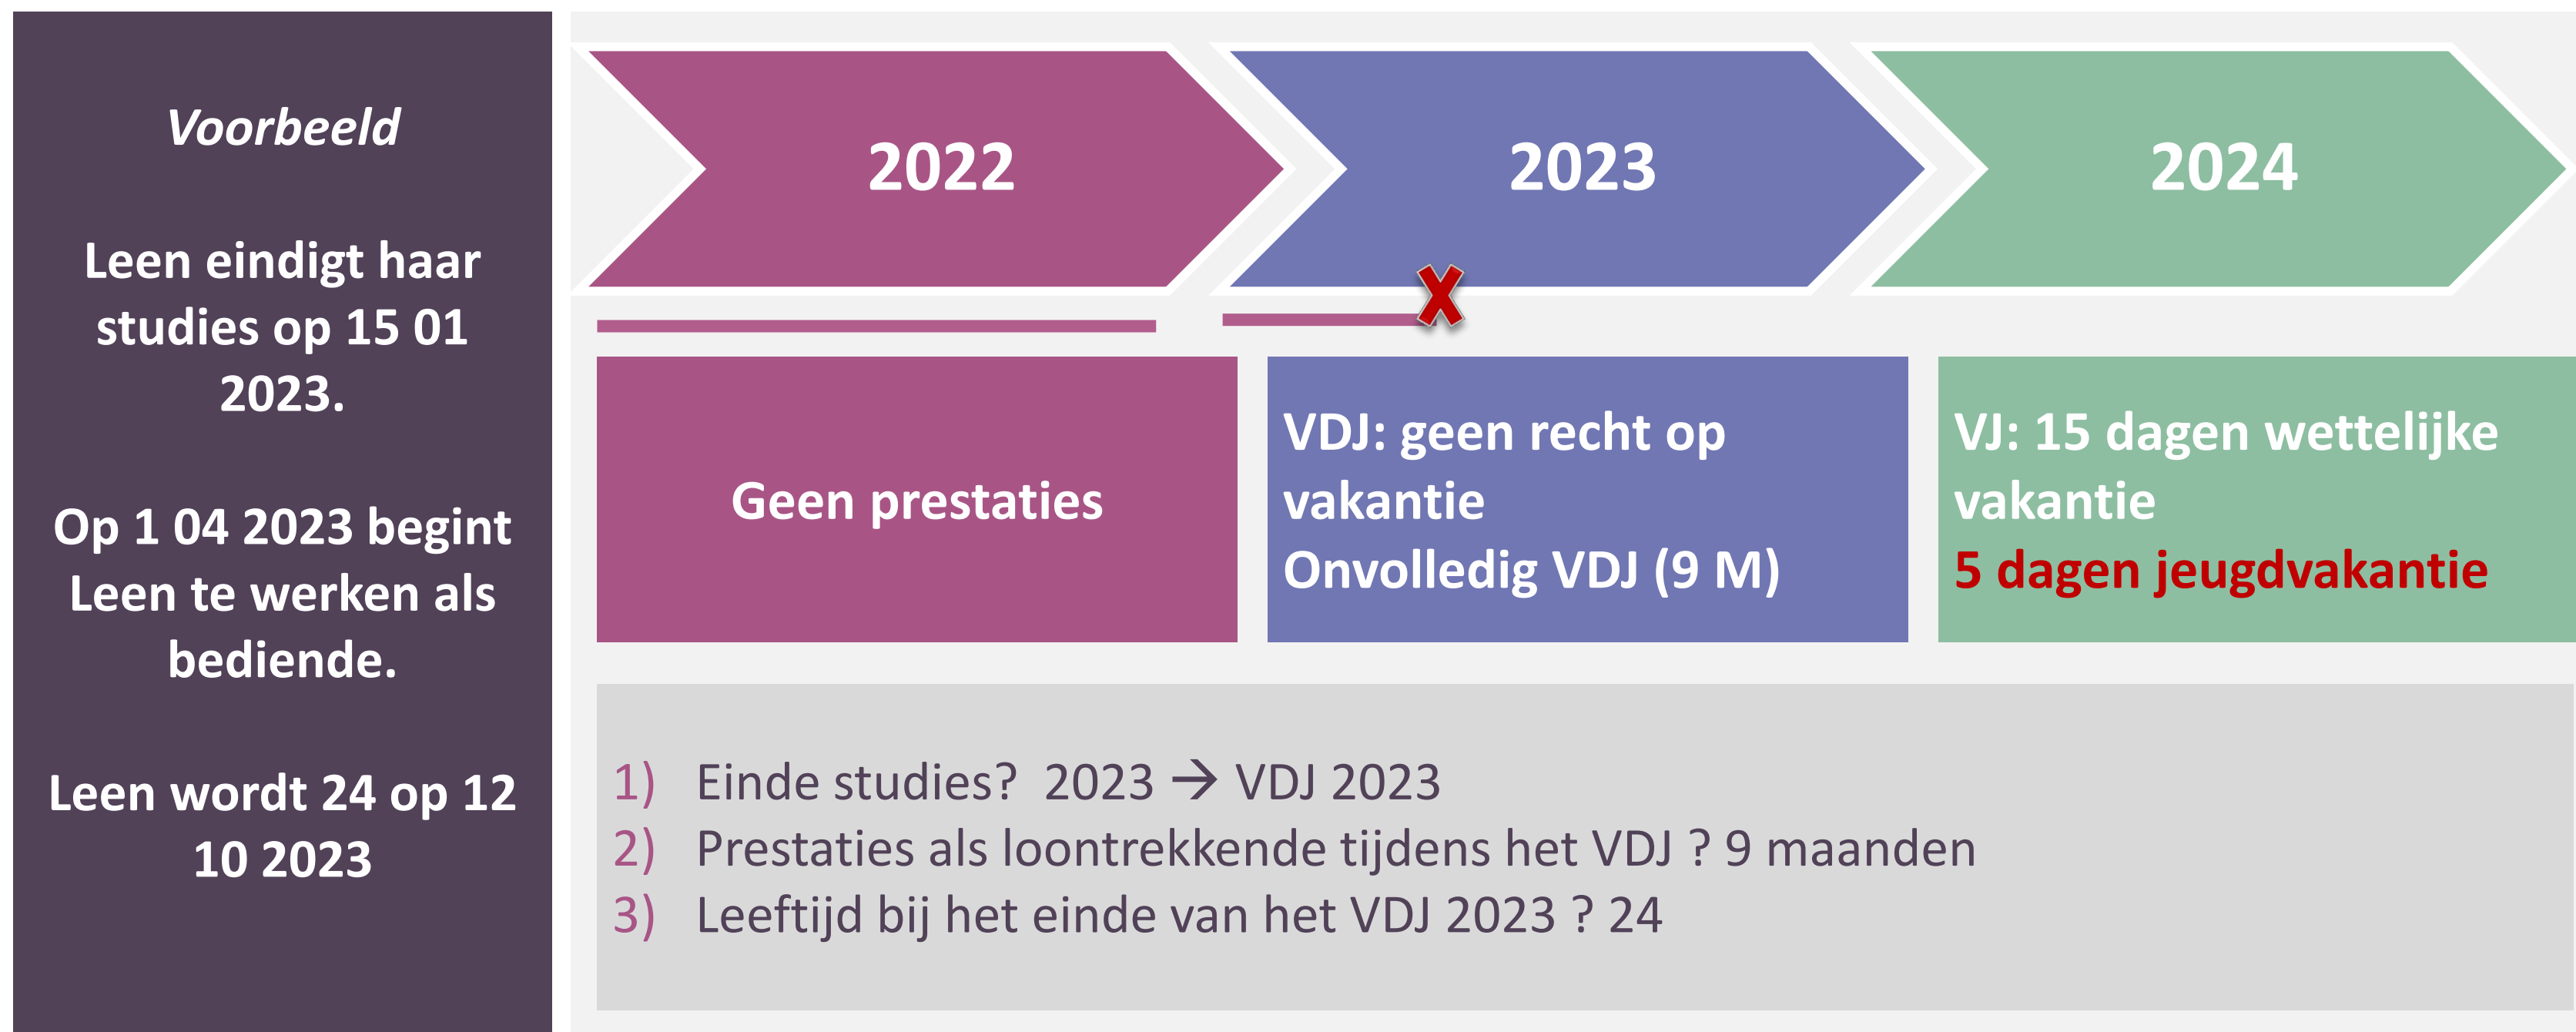 Voorbeeld
Leen eindigt haar
studies op 15 01
2023.
Op 1 04 2023 begint
Leen te werken als
bediende.
Leen wordt 24 op 12
10 2023
2022
2023
2024
Geen prestaties
VDJ: geen recht op
vakantie
Onvolledig VDJ (9 M)
VJ: 15 dagen wettelijke
vakantie
5 dagen jeugdvakantie
1) Einde studies? 2023 → VDJ 2023
2) Prestaties als loontrekkende tijdens het VDJ ? 9 maanden
3) Leeftijd bij het einde van het VDJ 2023 ? 24